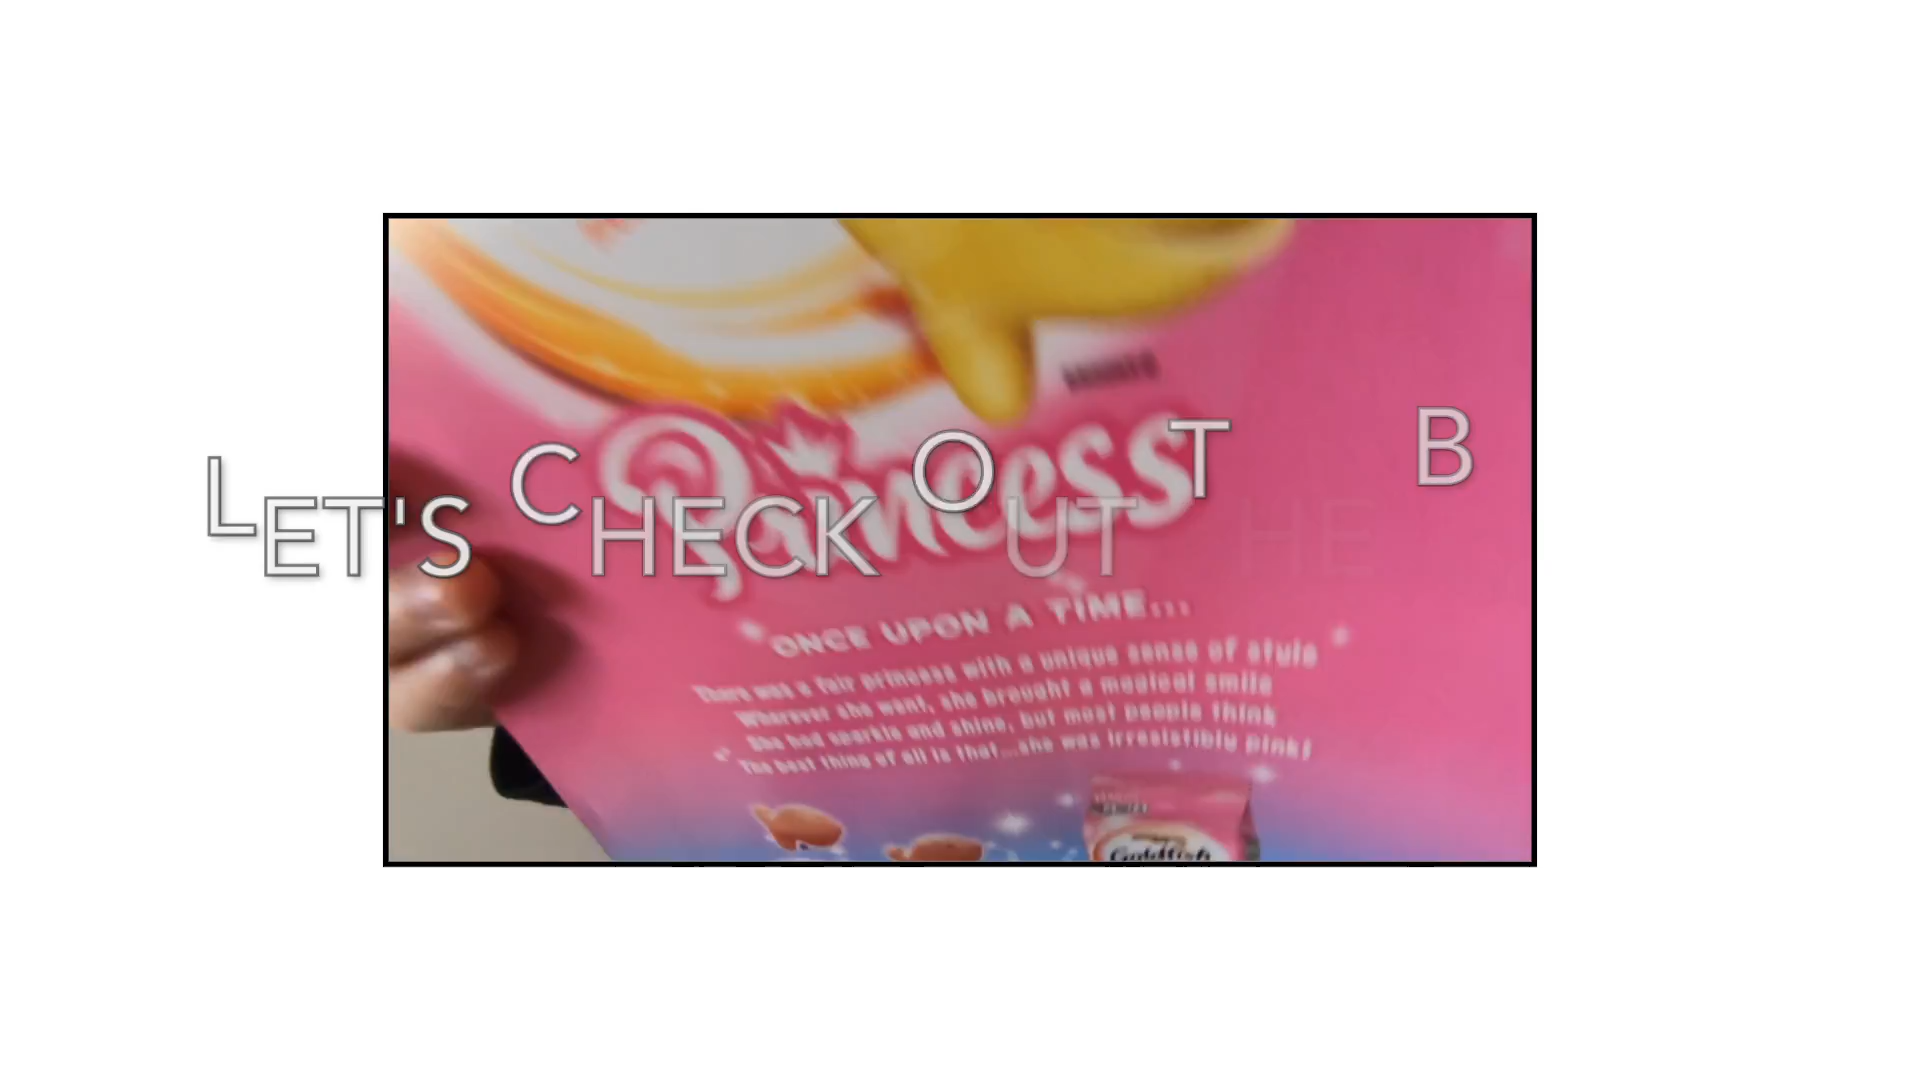 LET'S CHECK OUT THE B
Princess
ONCE UPON A TIME...
There was a fair princess with a unique sense of style
Wherever she went, she brought a magical smile
She had sparkle and shine, but most people think
The best thing of all is that...she was irresistibly pink!
Goldfish